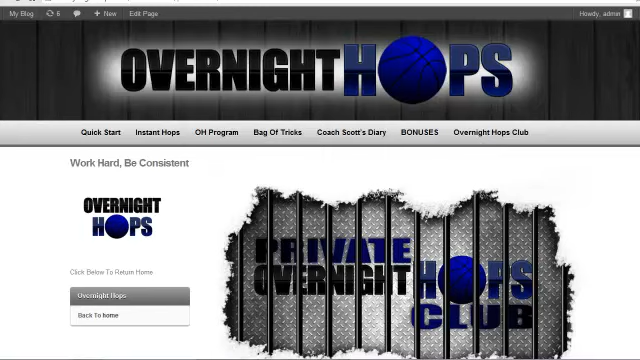 My Blog 6 New Edit Page Howdy, admin
OVERNIGHT HOPS
Quick Start Instant Hops OH Program Bag Of Tricks Coach Scott's Diary BONUSES Overnight Hops Club
Work Hard, Be Consistent
OVERNIGHT
HOPS
Click Below To Return Home
Overnight Hops
Back To home
PRIVATE
OVERNIGHT HOPS
CLUB